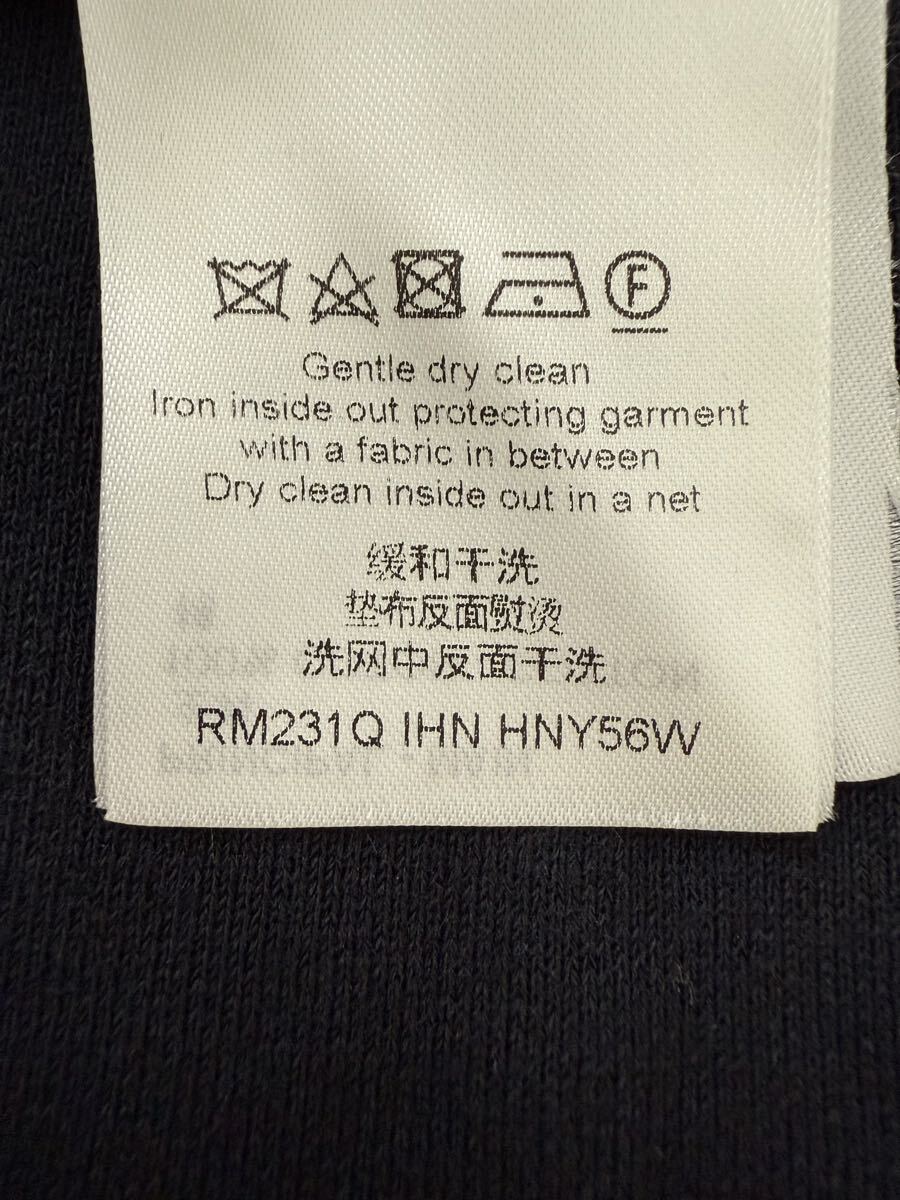 F
Gentle dry clean
Iron inside out protecting garment
with a fabric in between
Dry clean inside out in a net
缓和干洗
垫布反面熨烫
洗网中反面干洗
RM231Q IHN HNY56W